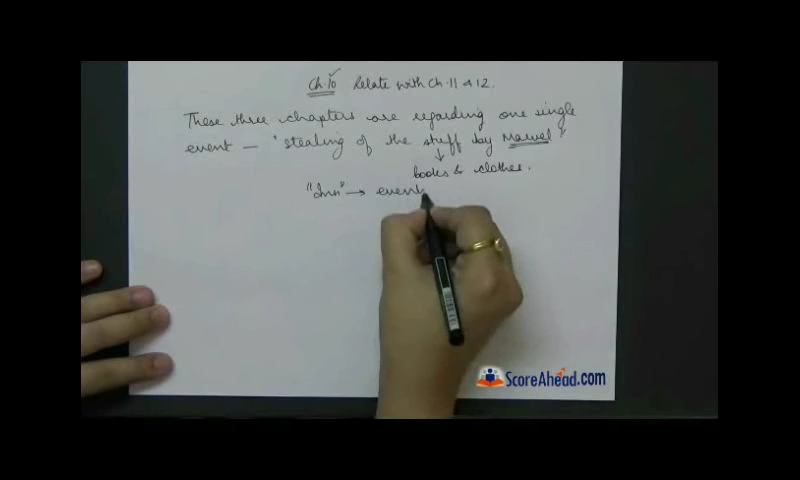 Ch. 10 Relate with Ch. 11 & 12.
These three chapters are regarding one single
event — "stealing of the stuff by Marvel"
books & clothes.
"Inn" → event
ScoreAhead.com